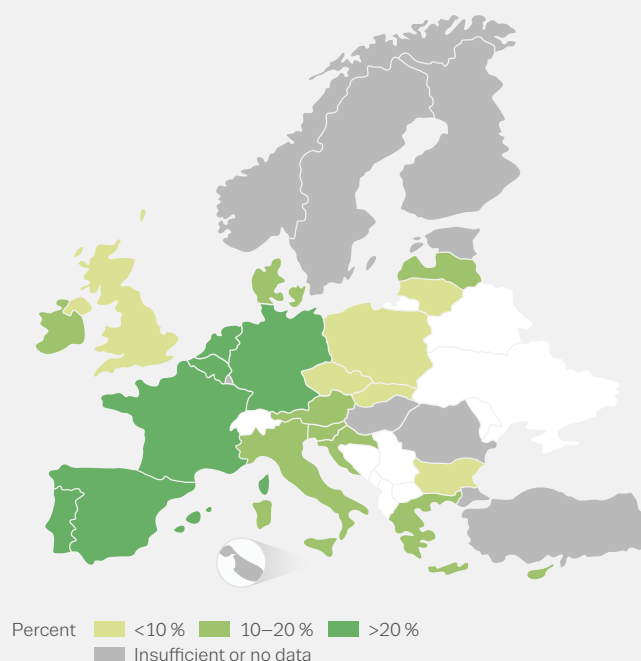 Percent <10 % 10–20 % >20 %
Insufficient or no data